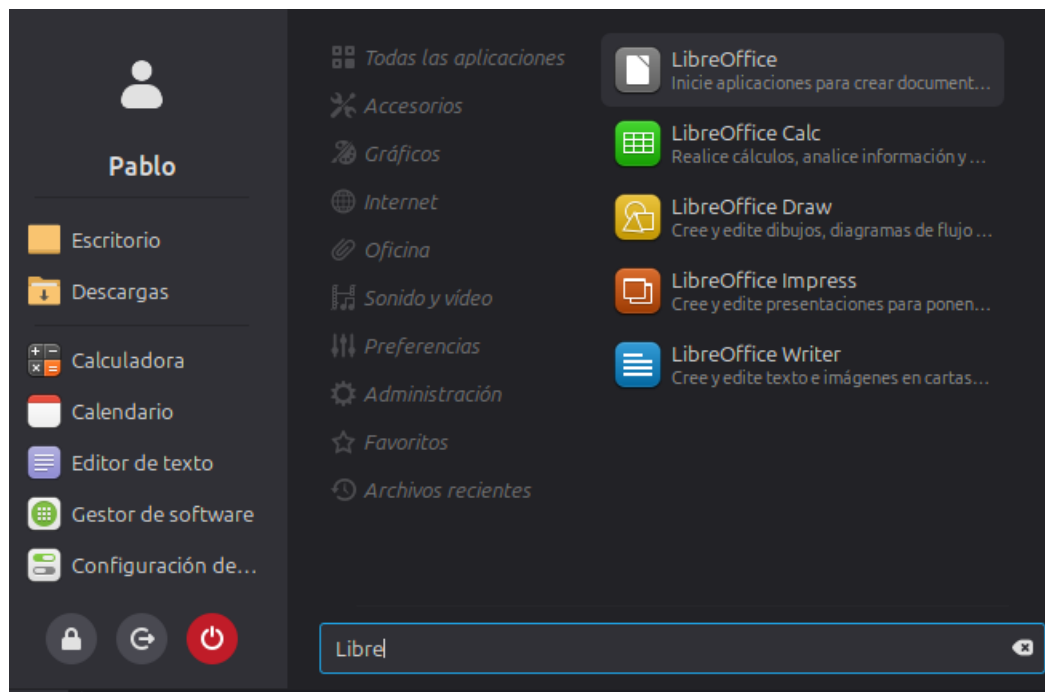 Pablo
Escritorio
Descargas
Calculadora
Calendario
Editor de texto
Gestor de software
Configuración de…
Todas las aplicaciones
Accesorios
Gráficos
Internet
Oficina
Sonido y vídeo
Preferencias
Administración
Favoritos
Archivos recientes
LibreOffice
Inicie aplicaciones para crear document…
LibreOffice Calc
Realice cálculos, analice información y …
LibreOffice Draw
Cree y edite dibujos, diagramas de flujo …
LibreOffice Impress
Cree y edite presentaciones para ponen…
LibreOffice Writer
Cree y edite texto e imágenes en cartas…
Libre